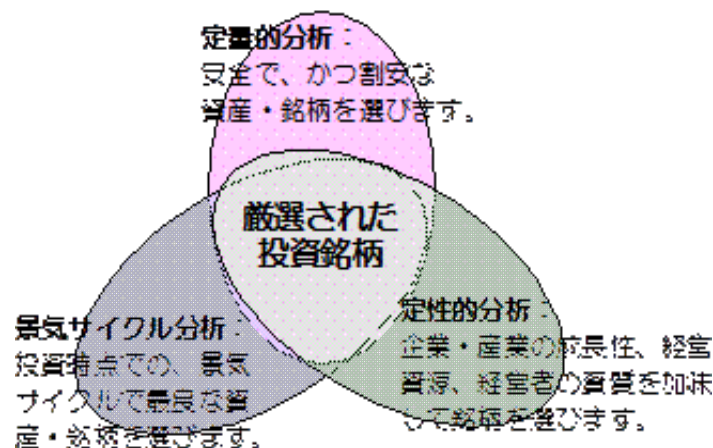 定量的分析：
安全で、かつ割安な
資産・銘柄を選びます。
厳選された
投資銘柄
景気サイクル分析：
投資時点での、景気
サイクルで最良な資
産・銘柄を選びます。
定性的分析：
企業・産業の成長性、経営
資源、経営者の資質を加味
して銘柄を選びます。